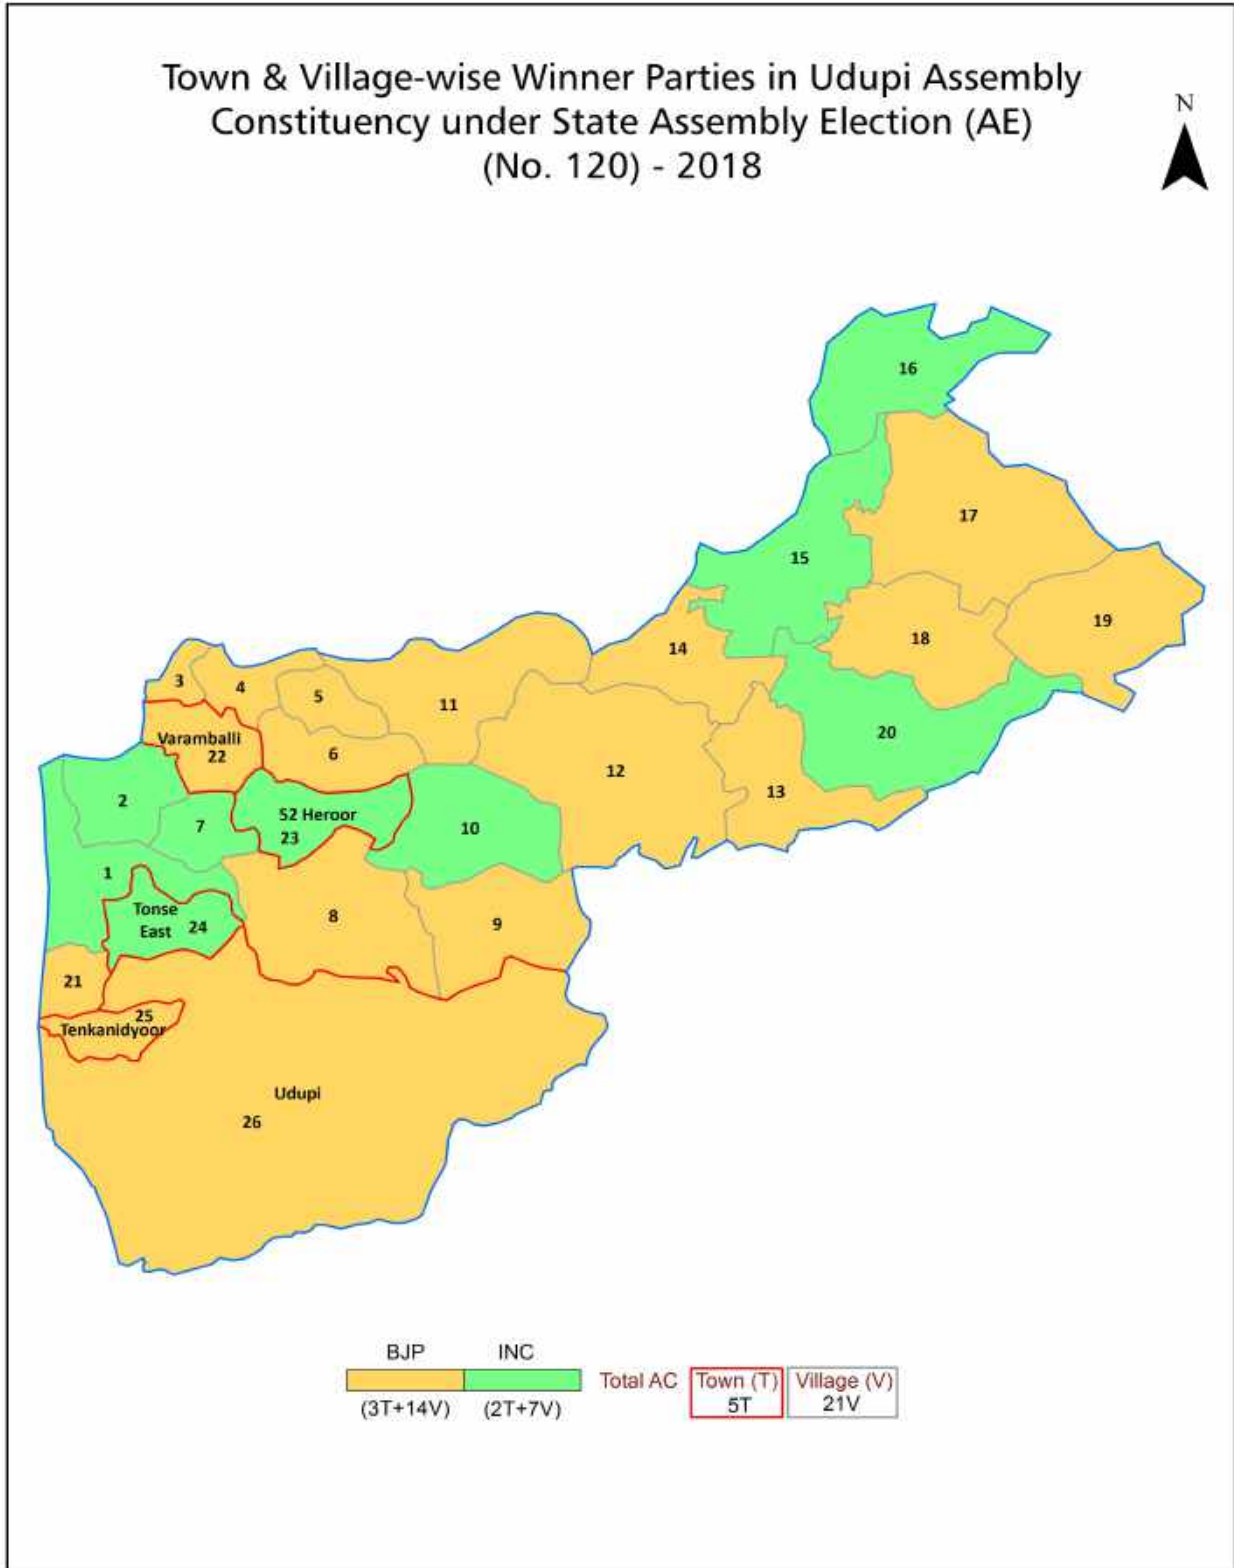 Town & Village-wise Winner Parties in Udupi Assembly
Constituency under State Assembly Election (AE)
(No. 120) - 2018
N
16
17
15
19
18
14
3
4
5
11
20
Varamballi
22
6
12
13
2
7
52 Heroor
23
10
1
Tonse
East
24
8
9
21
25
Tenkanidyoor
Udupi
26
BJP INC
Total AC Town (T) Village (V)
5T 21V
(3T+14V) (2T+7V)